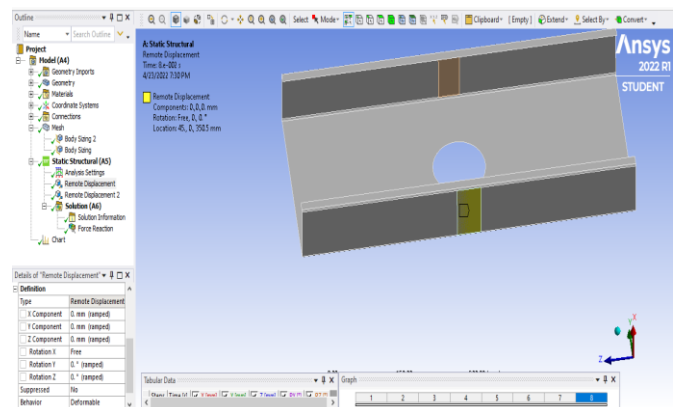 Outline
Name Search Outline
Project
Model (A4)
Geometry Imports
Geometry
Materials
Coordinate Systems
Connections
Mesh
Body Sizing 2
Body Sizing
Static Structural (A5)
Analysis Settings
Remote Displacement
Remote Displacement 2
Solution (A6)
Solution Information
Force Reaction
Chart
Details of "Remote Displacement"
Definition
Type Remote Displacement
X Component 0. mm (ramped)
Y Component 0. mm (ramped)
Z Component 0. mm (ramped)
Rotation X Free
Rotation Y 0. ° (ramped)
Rotation Z 0. ° (ramped)
Suppressed No
Behavior Deformable
Select Mode Clipboard [ Empty ] Extend Select By Convert
A: Static Structural
Remote Displacement
Time: 8.e-002 s
4/23/2022 7:30 PM
Remote Displacement
Components: 0,0,0. mm
Rotation: Free, 0, 0. °
Location: 45., 0, 350.5 mm
Ansys
2022 R1
STUDENT
X
Z
Tabular Data
Graph
1 2 3 4 5 6 7 8